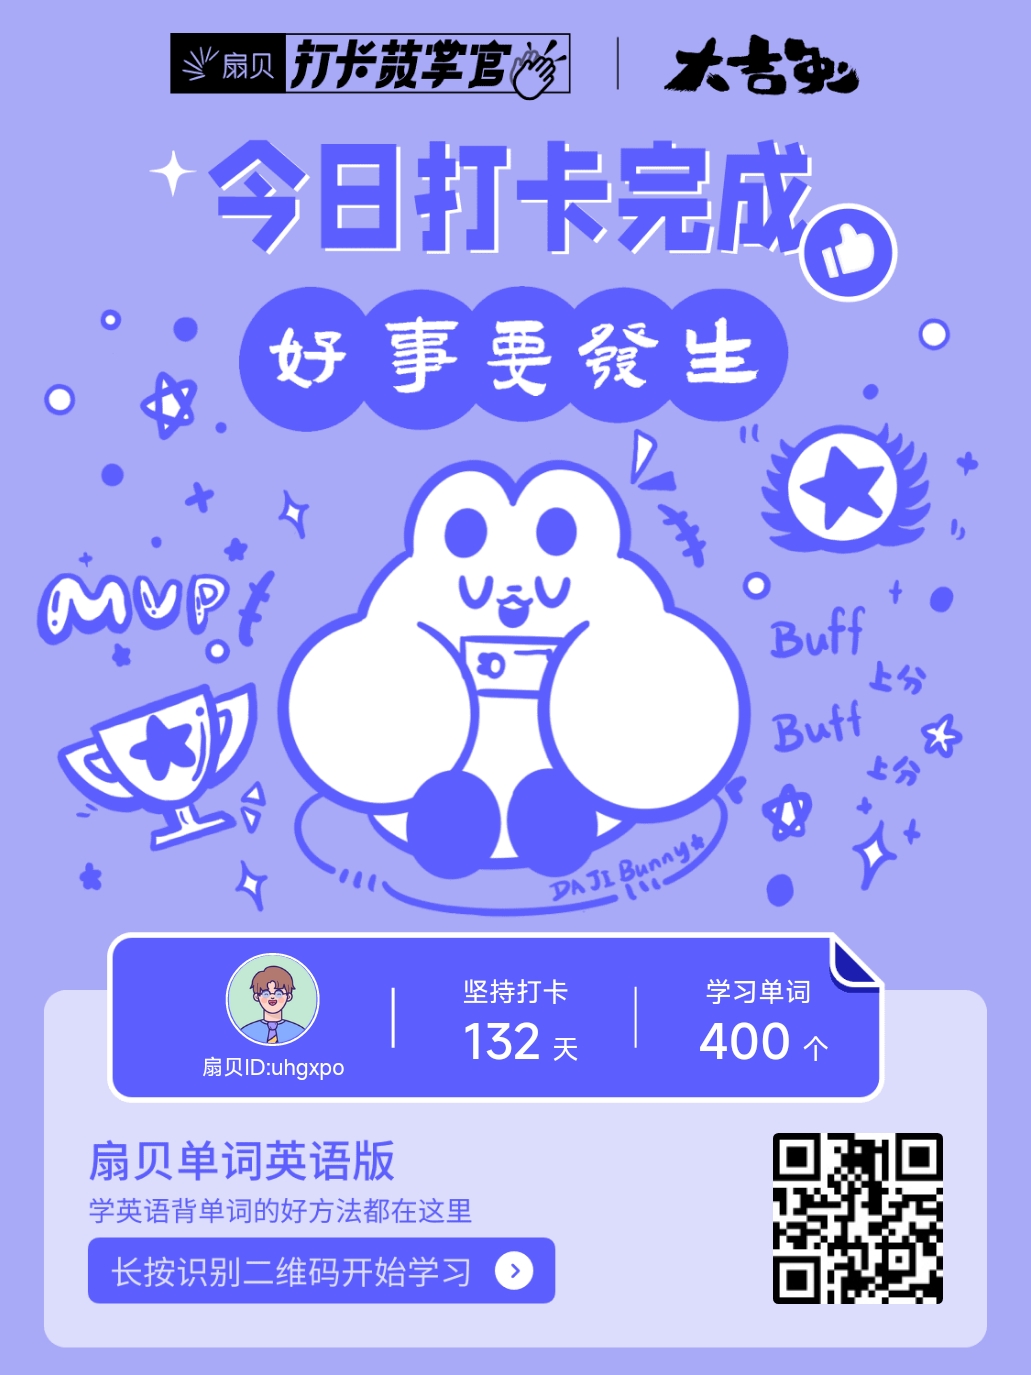 扇贝 打卡鼓掌官 大吉兔
今日打卡完成
好事要發生
MVP
Buff
上分
Buff
上分
DAJI Bunny
坚持打卡
132 天
学习单词
400 个
扇贝ID:uhgxpo
扇贝单词英语版
学英语背单词的好方法都在这里
长按识别二维码开始学习